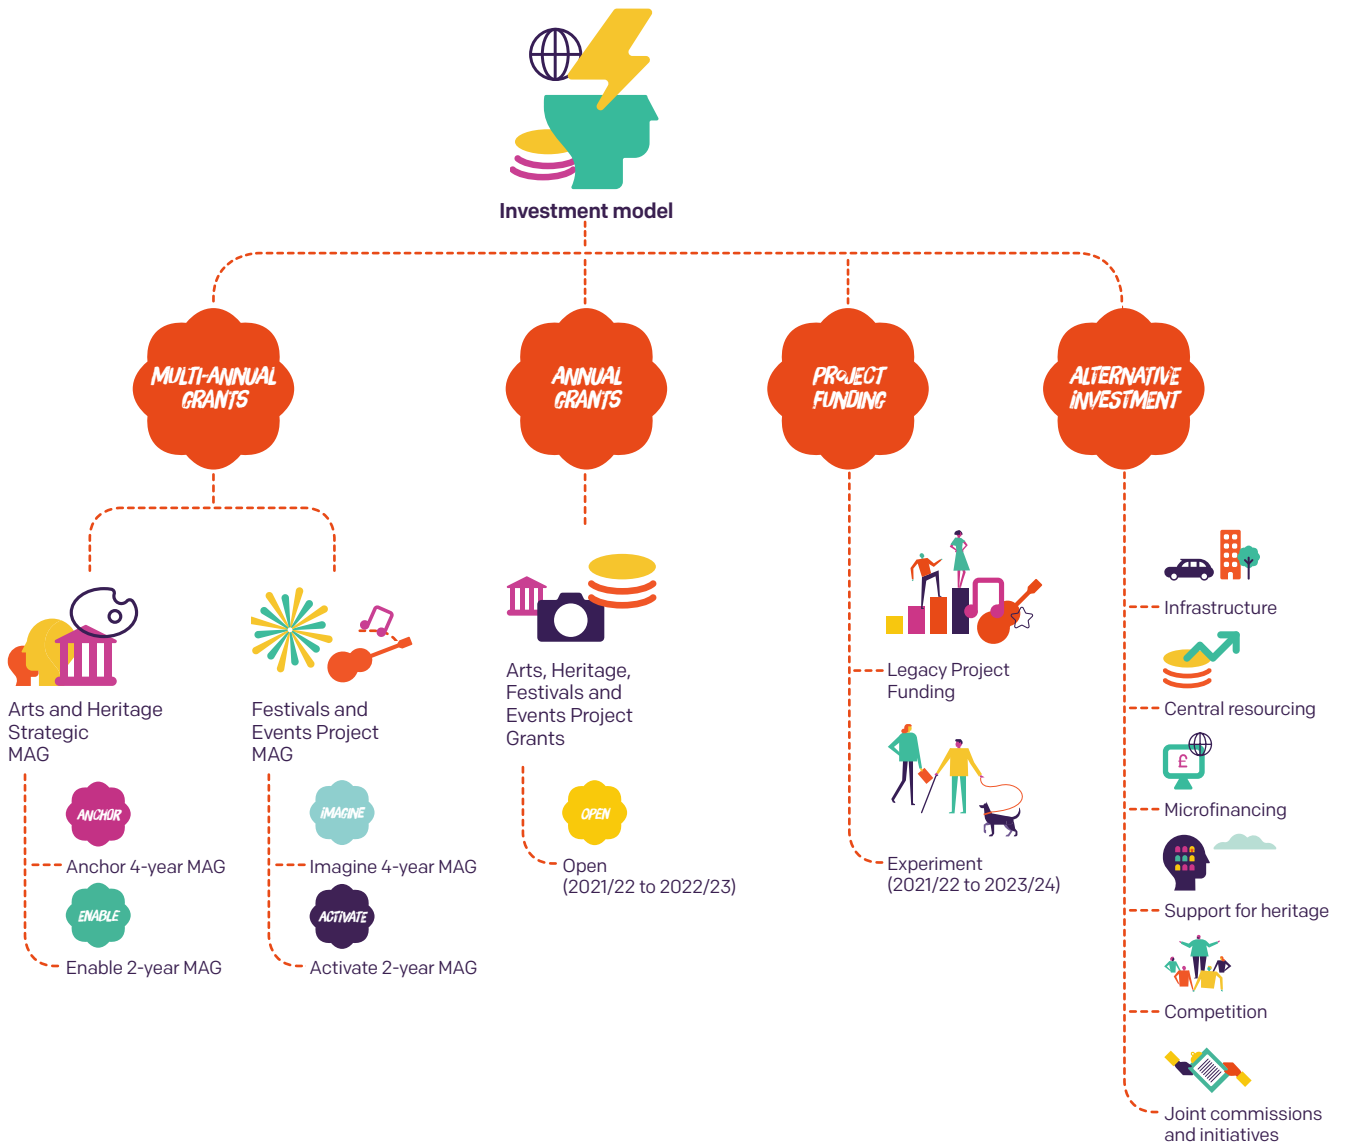 Investment model
MULTI-ANNUAL
GRANTS
ANNUAL
GRANTS
PROJECT
FUNDING
ALTERNATIVE
INVESTMENT
Arts and Heritage
Strategic
MAG
ANCHOR
Anchor 4-year MAG
ENABLE
Enable 2-year MAG
Festivals and
Events Project
MAG
IMAGINE
Imagine 4-year MAG
ACTIVATE
Activate 2-year MAG
Arts, Heritage,
Festivals and
Events Project
Grants
OPEN
Open
(2021/22 to 2022/23)
Legacy Project
Funding
Experiment
(2021/22 to 2023/24)
Infrastructure
Central resourcing
£
Microfinancing
Support for heritage
Competition
Joint commissions
and initiatives